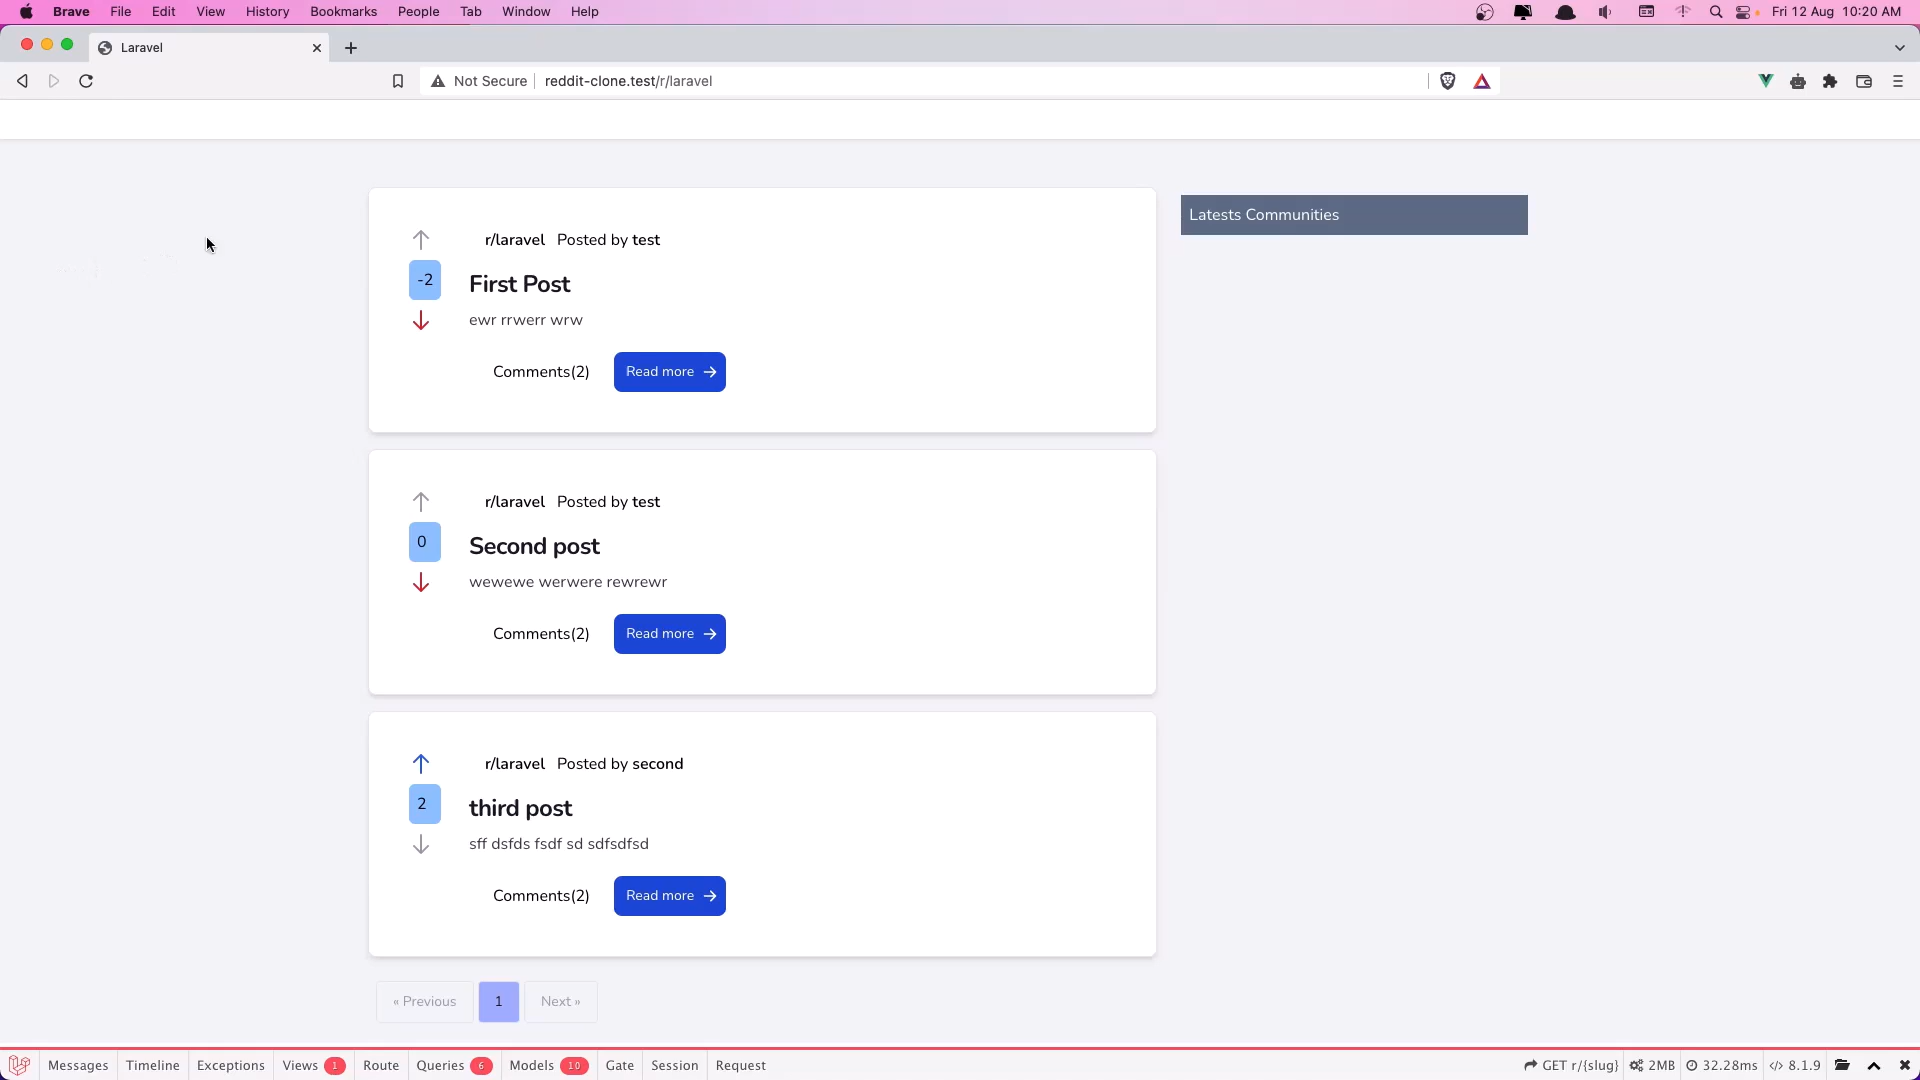 Brave File Edit View History Bookmarks People Tab Window Help Fri 12 Aug 10:20 AM
Laravel
Not Secure reddit-clone.test/r/laravel
r/laravel Posted by test
-2
First Post
ewr rrwerr wrw
Comments(2) Read more
Latests Communities
r/laravel Posted by test
0
Second post
wewewe werwere rewrewr
Comments(2) Read more
r/laravel Posted by second
2
third post
sff dsfds fsdf sd sdfsdfsd
Comments(2) Read more
« Previous 1 Next »
Messages Timeline Exceptions Views 1 Route Queries 6 Models 10 Gate Session Request GET r/{slug} 2MB 32.28ms </> 8.1.9